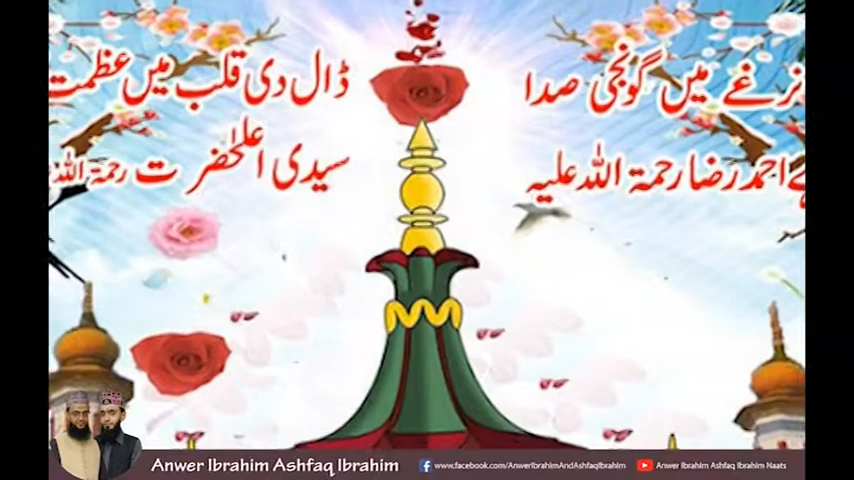 نرغے میں گونجی صدا
ڈال دی قلب میں عظمت
احمد رضا رحمۃ اللہ علیہ
سیدی اعلیٰحضرت رحمۃ اللہ
Anwer Ibrahim Ashfaq Ibrahim
www.facebook.com/AnwerIbrahimAndAshfaqIbrahim
Anwer Ibrahim Ashfaq Ibrahim Naats